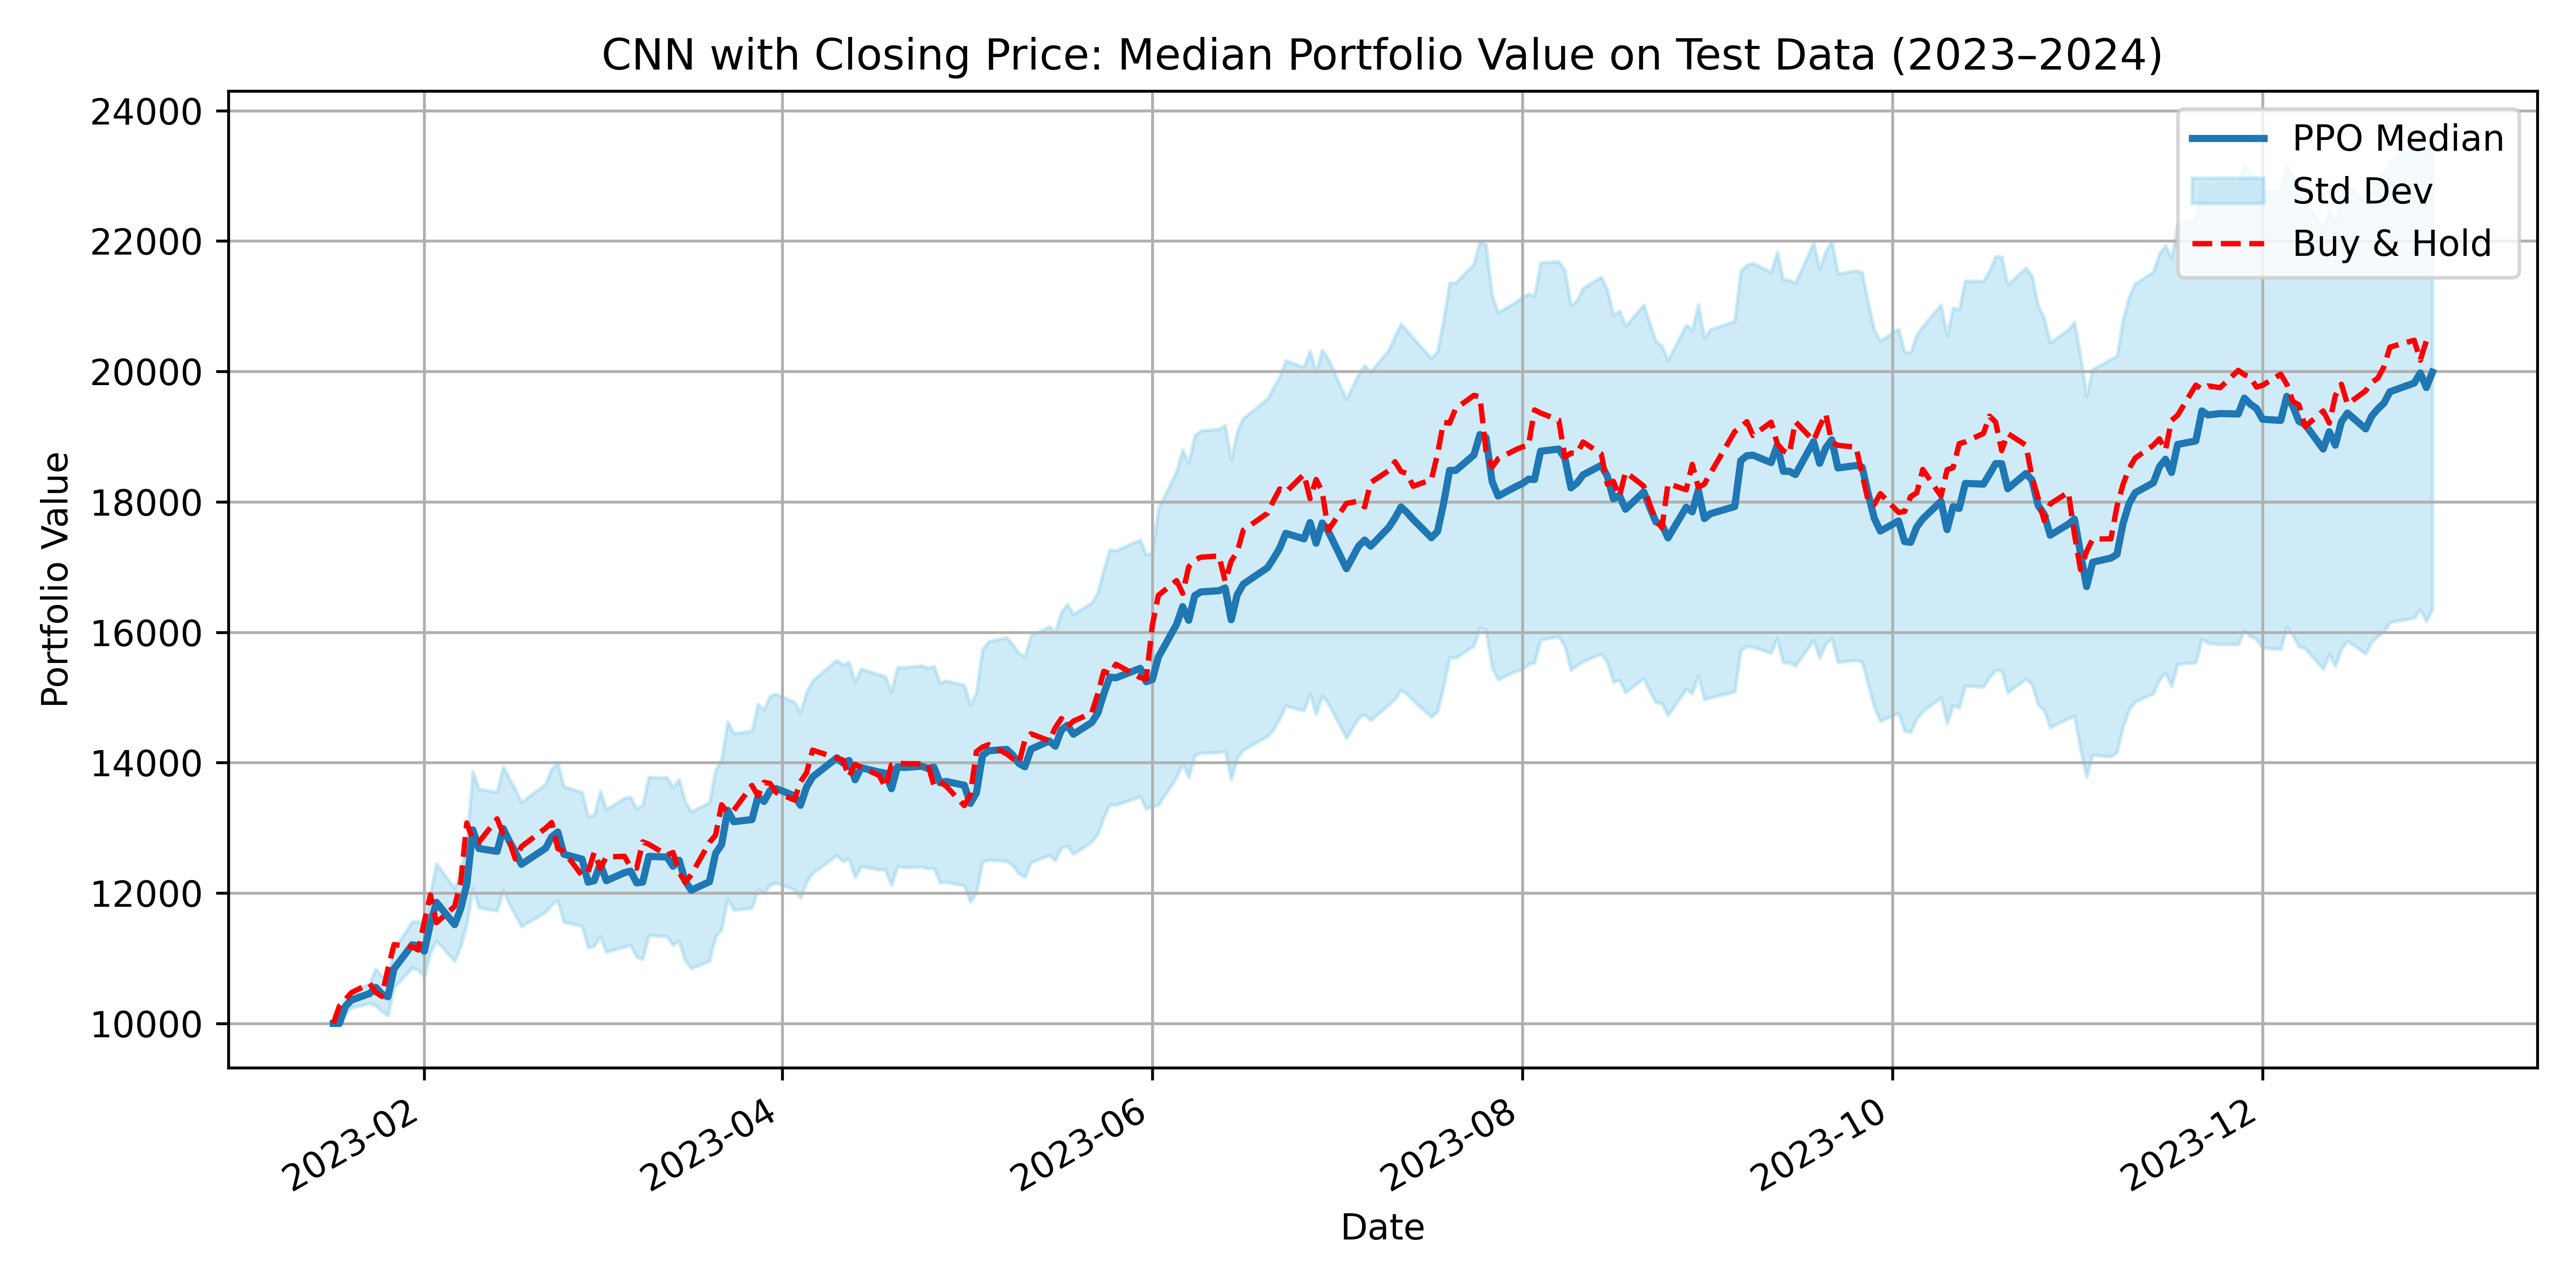 CNN with Closing Price: Median Portfolio Value on Test Data (2023–2024)
24000
22000
20000
18000
16000
14000
12000
10000
Portfolio Value
PPO Median
Std Dev
Buy & Hold
2023-02
2023-04
2023-06
2023-08
2023-10
2023-12
Date